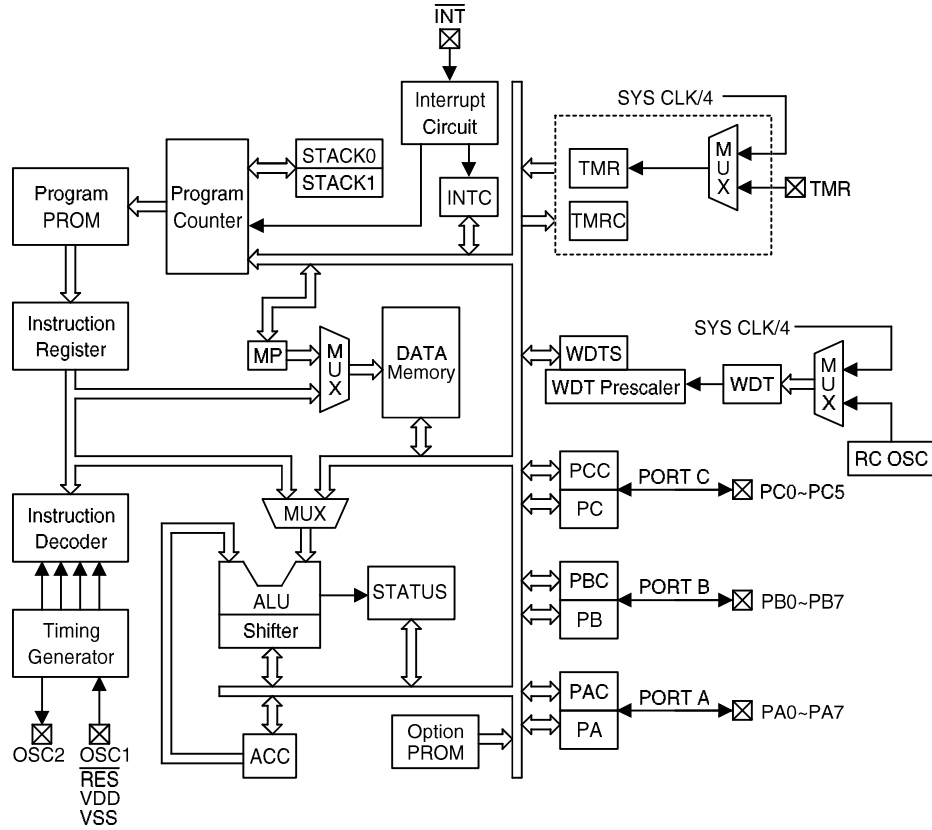 INT
Interrupt
Circuit
SYS CLK/4
MUX
TMR
TMR
TMRC
STACK0
STACK1
INTC
Program
PROM
Program
Counter
Instruction
Register
MP
MUX
DATA
Memory
WDTS
WDT Prescaler
WDT
SYS CLK/4
MUX
RC OSC
PCC
PC
PORT C
PC0~PC5
Instruction
Decoder
MUX
ALU
Shifter
STATUS
PBC
PB
PORT B
PB0~PB7
Timing
Generator
PAC
PA
PORT A
PA0~PA7
OSC2
OSC1
RES
VDD
VSS
ACC
Option
PROM